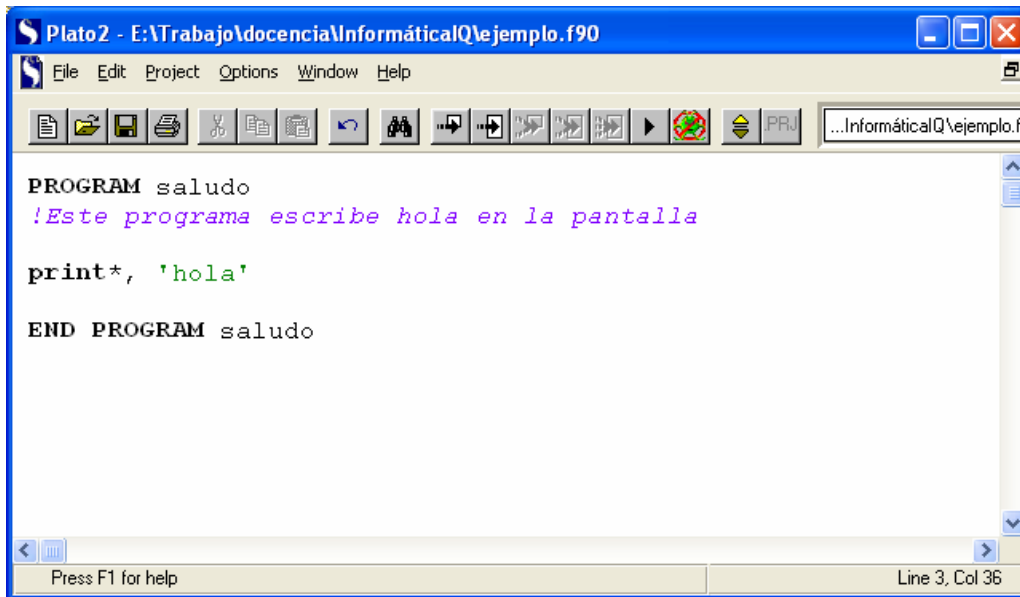 Plato2 - E:\Trabajo\docencia\InformáticaIQ\ejemplo.f90
File Edit Project Options Window Help
PRJ ...InformáticaIQ\ejemplo.f
PROGRAM saludo
!Este programa escribe hola en la pantalla
print*, 'hola'
END PROGRAM saludo
Press F1 for help Line 3, Col 36